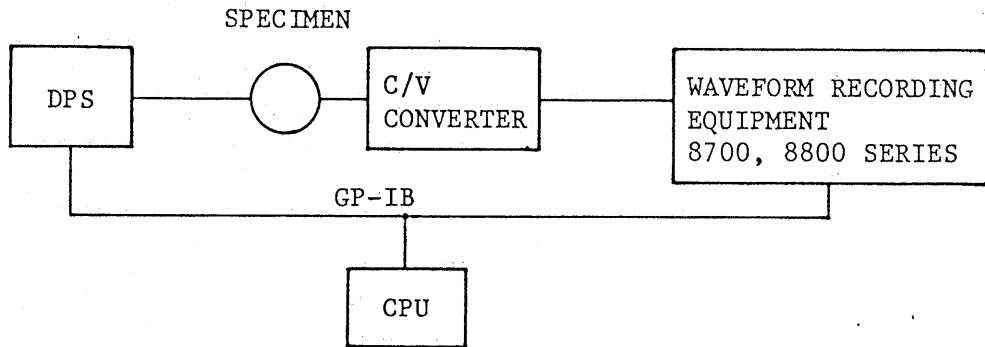 SPECIMEN
DPS
C/V
CONVERTER
WAVEFORM RECORDING
EQUIPMENT
8700, 8800 SERIES
GP-IB
CPU